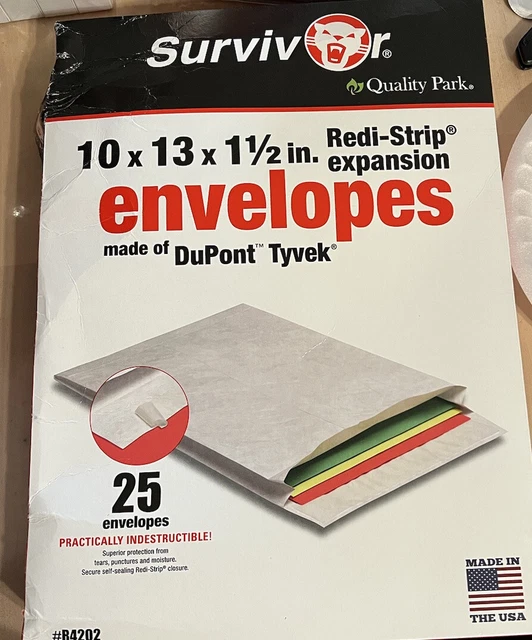 Survivor®
Quality Park®
10 x 13 x 1½ in. Redi-Strip® expansion
envelopes
made of DuPont™ Tyvek®
25
envelopes
PRACTICALLY INDESTRUCTIBLE!
Superior protection from
tears, punctures and moisture.
Secure self-sealing Redi-Strip® closure.
#R4202
MADE IN
THE USA